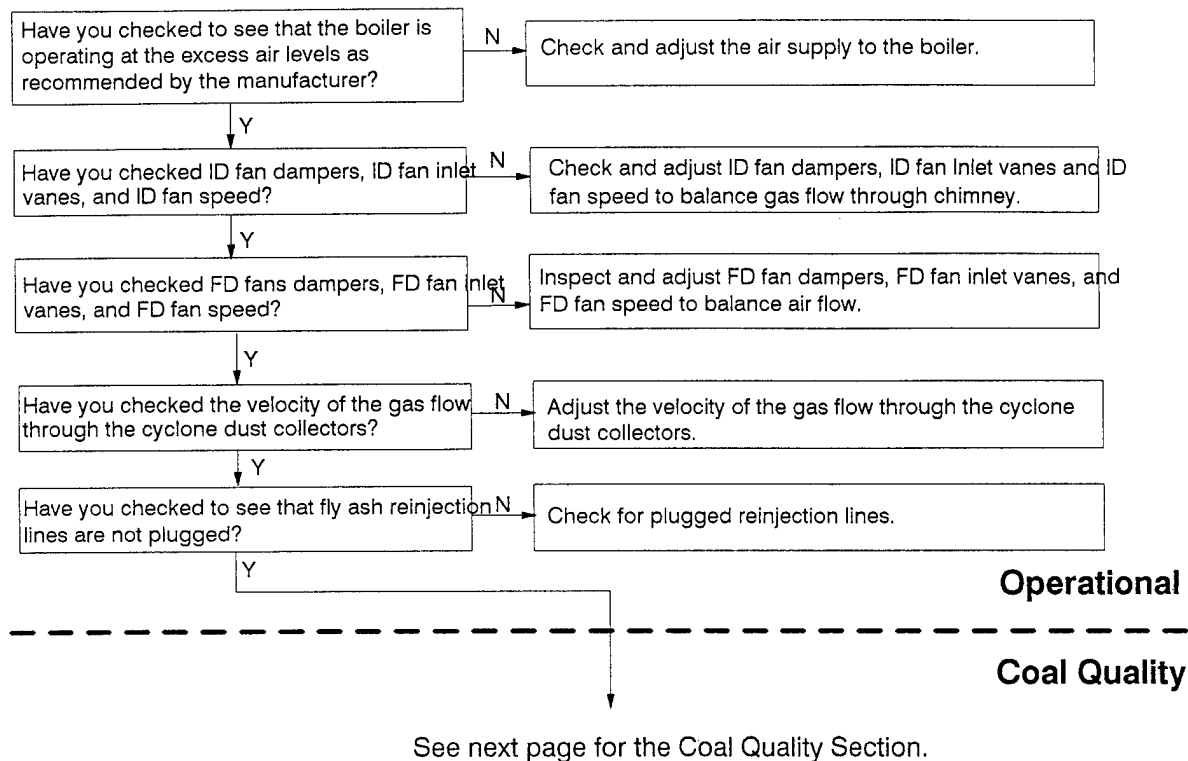 Have you checked to see that the boiler is
operating at the excess air levels as
recommended by the manufacturer?
N
Check and adjust the air supply to the boiler.
Y
Have you checked ID fan dampers, ID fan inlet
vanes, and ID fan speed?
N
Check and adjust ID fan dampers, ID fan Inlet vanes and ID
fan speed to balance gas flow through chimney.
Y
Have you checked FD fans dampers, FD fan inlet
vanes, and FD fan speed?
N
Inspect and adjust FD fan dampers, FD fan inlet vanes, and
FD fan speed to balance air flow.
Y
Have you checked the velocity of the gas flow
through the cyclone dust collectors?
N
Adjust the velocity of the gas flow through the cyclone
dust collectors.
Y
Have you checked to see that fly ash reinjection
lines are not plugged?
N
Check for plugged reinjection lines.
Y
Operational
Coal Quality
See next page for the Coal Quality Section.